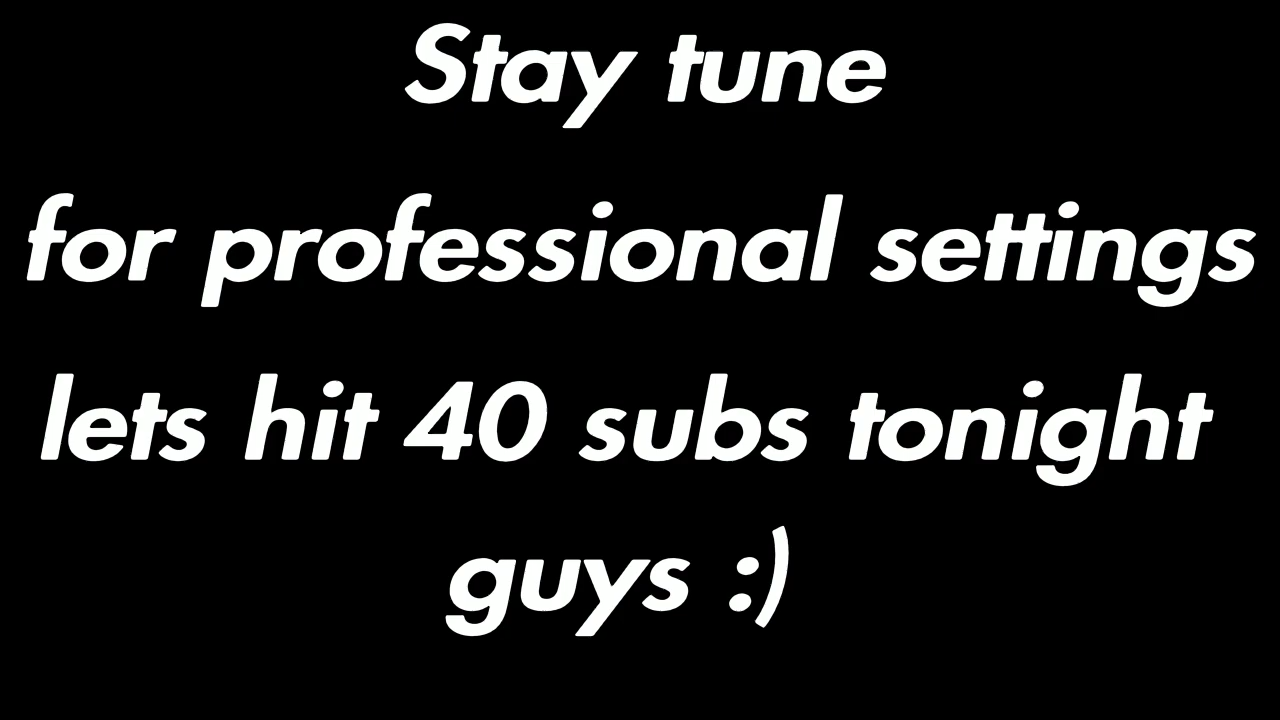 Stay tune
for professional settings
lets hit 40 subs tonight
guys :)